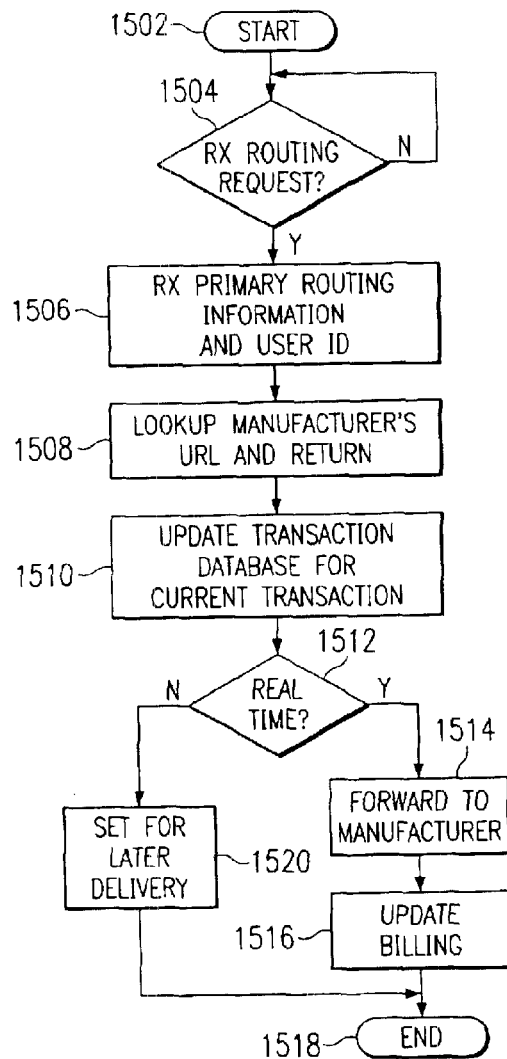 1502
START
1504
RX ROUTING
REQUEST?
N
Y
1506
RX PRIMARY ROUTING
INFORMATION
AND USER ID
1508
LOOKUP MANUFACTURER'S
URL AND RETURN
1510
UPDATE TRANSACTION
DATABASE FOR
CURRENT TRANSACTION
1512
N
REAL
TIME?
Y
1514
FORWARD TO
MANUFACTURER
SET FOR
LATER
DELIVERY
1520
1516
UPDATE
BILLING
1518
END